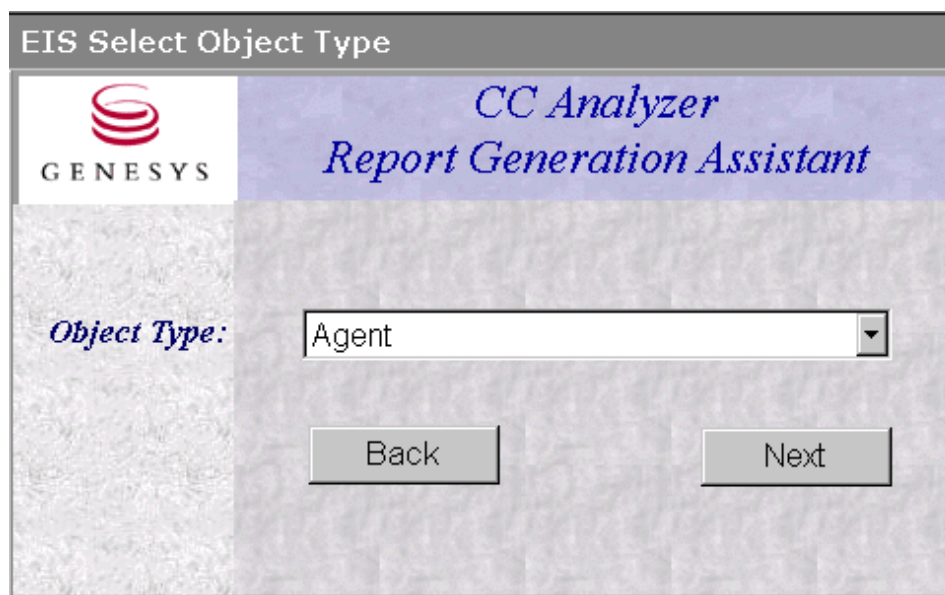 EIS Select Object Type
GENESYS
CC Analyzer
Report Generation Assistant
Object Type:
Agent
Back
Next